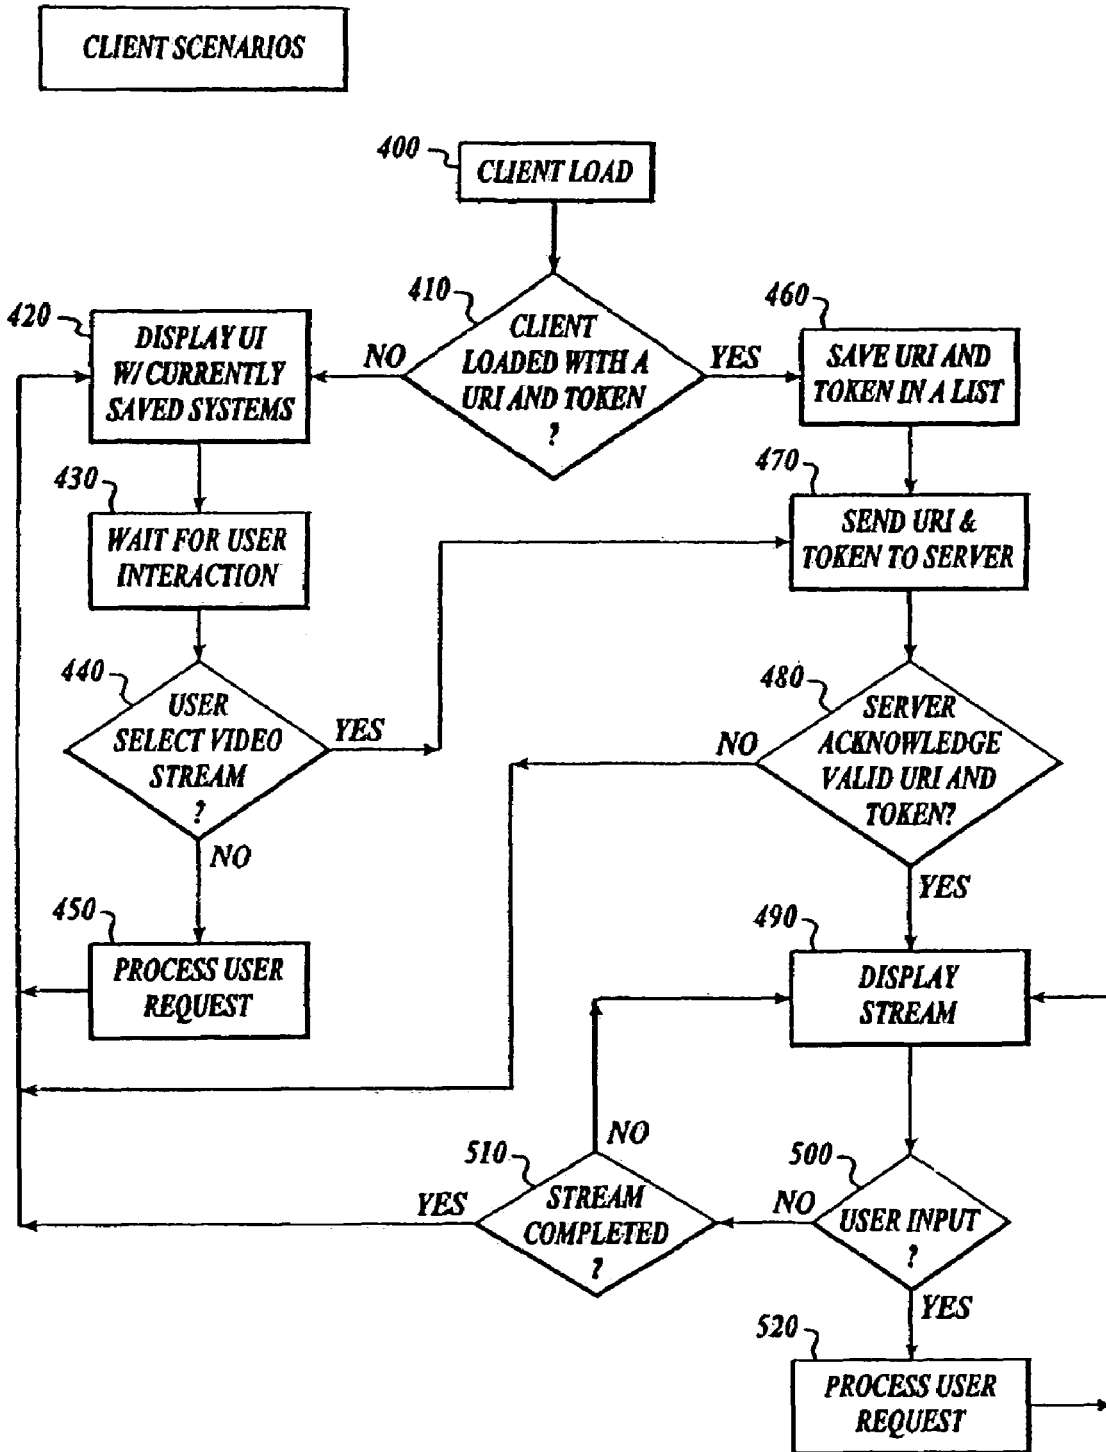 CLIENT SCENARIOS
400
CLIENT LOAD
410
CLIENT
LOADED WITH A
URI AND TOKEN
?
NO
YES
420
DISPLAY UI
W/ CURRENTLY
SAVED SYSTEMS
460
SAVE URI AND
TOKEN IN A LIST
430
WAIT FOR USER
INTERACTION
470
SEND URI &
TOKEN TO SERVER
440
USER
SELECT VIDEO
STREAM
?
YES
NO
480
SERVER
ACKNOWLEDGE
VALID URI AND
TOKEN?
NO
YES
450
PROCESS USER
REQUEST
490
DISPLAY
STREAM
510
STREAM
COMPLETED
?
NO
YES
500
USER INPUT
?
NO
YES
520
PROCESS USER
REQUEST